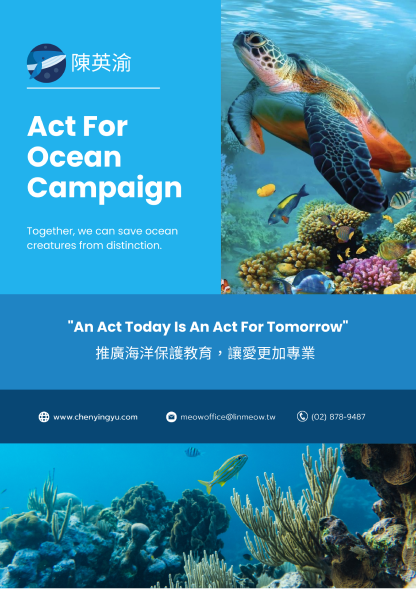 陳英渝
Act For
Ocean
Campaign
Together, we can save ocean
creatures from distinction.
"An Act Today Is An Act For Tomorrow"
推廣海洋保護教育，讓愛更加專業
www.chenyingyu.com
meowoffice@linmeow.tw
(02) 878-9487